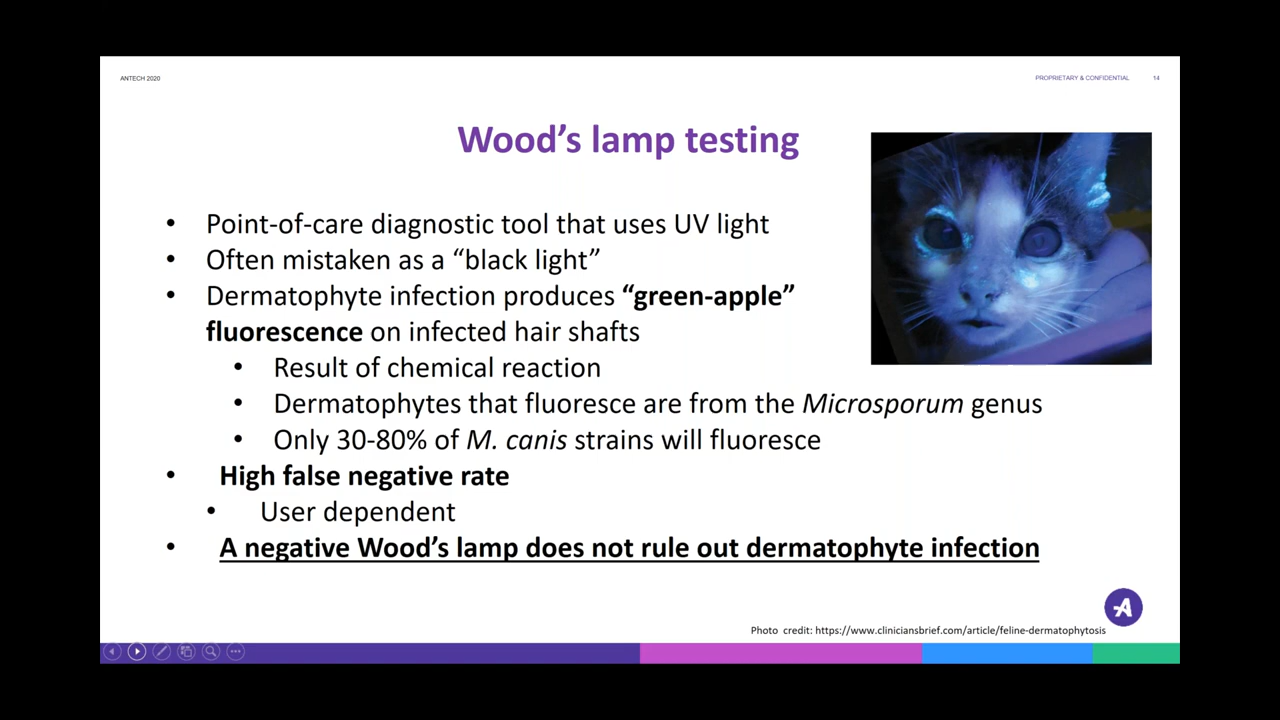 ANTECH 2020
PROPRIETARY & CONFIDENTIAL 14
Wood’s lamp testing
• Point-of-care diagnostic tool that uses UV light
• Often mistaken as a “black light”
• Dermatophyte infection produces “green-apple”
fluorescence on infected hair shafts
• Result of chemical reaction
• Dermatophytes that fluoresce are from the Microsporum genus
• Only 30-80% of M. canis strains will fluoresce
• High false negative rate
• User dependent
• A negative Wood’s lamp does not rule out dermatophyte infection
Photo credit: https://www.cliniciansbrief.com/article/feline-dermatophytosis